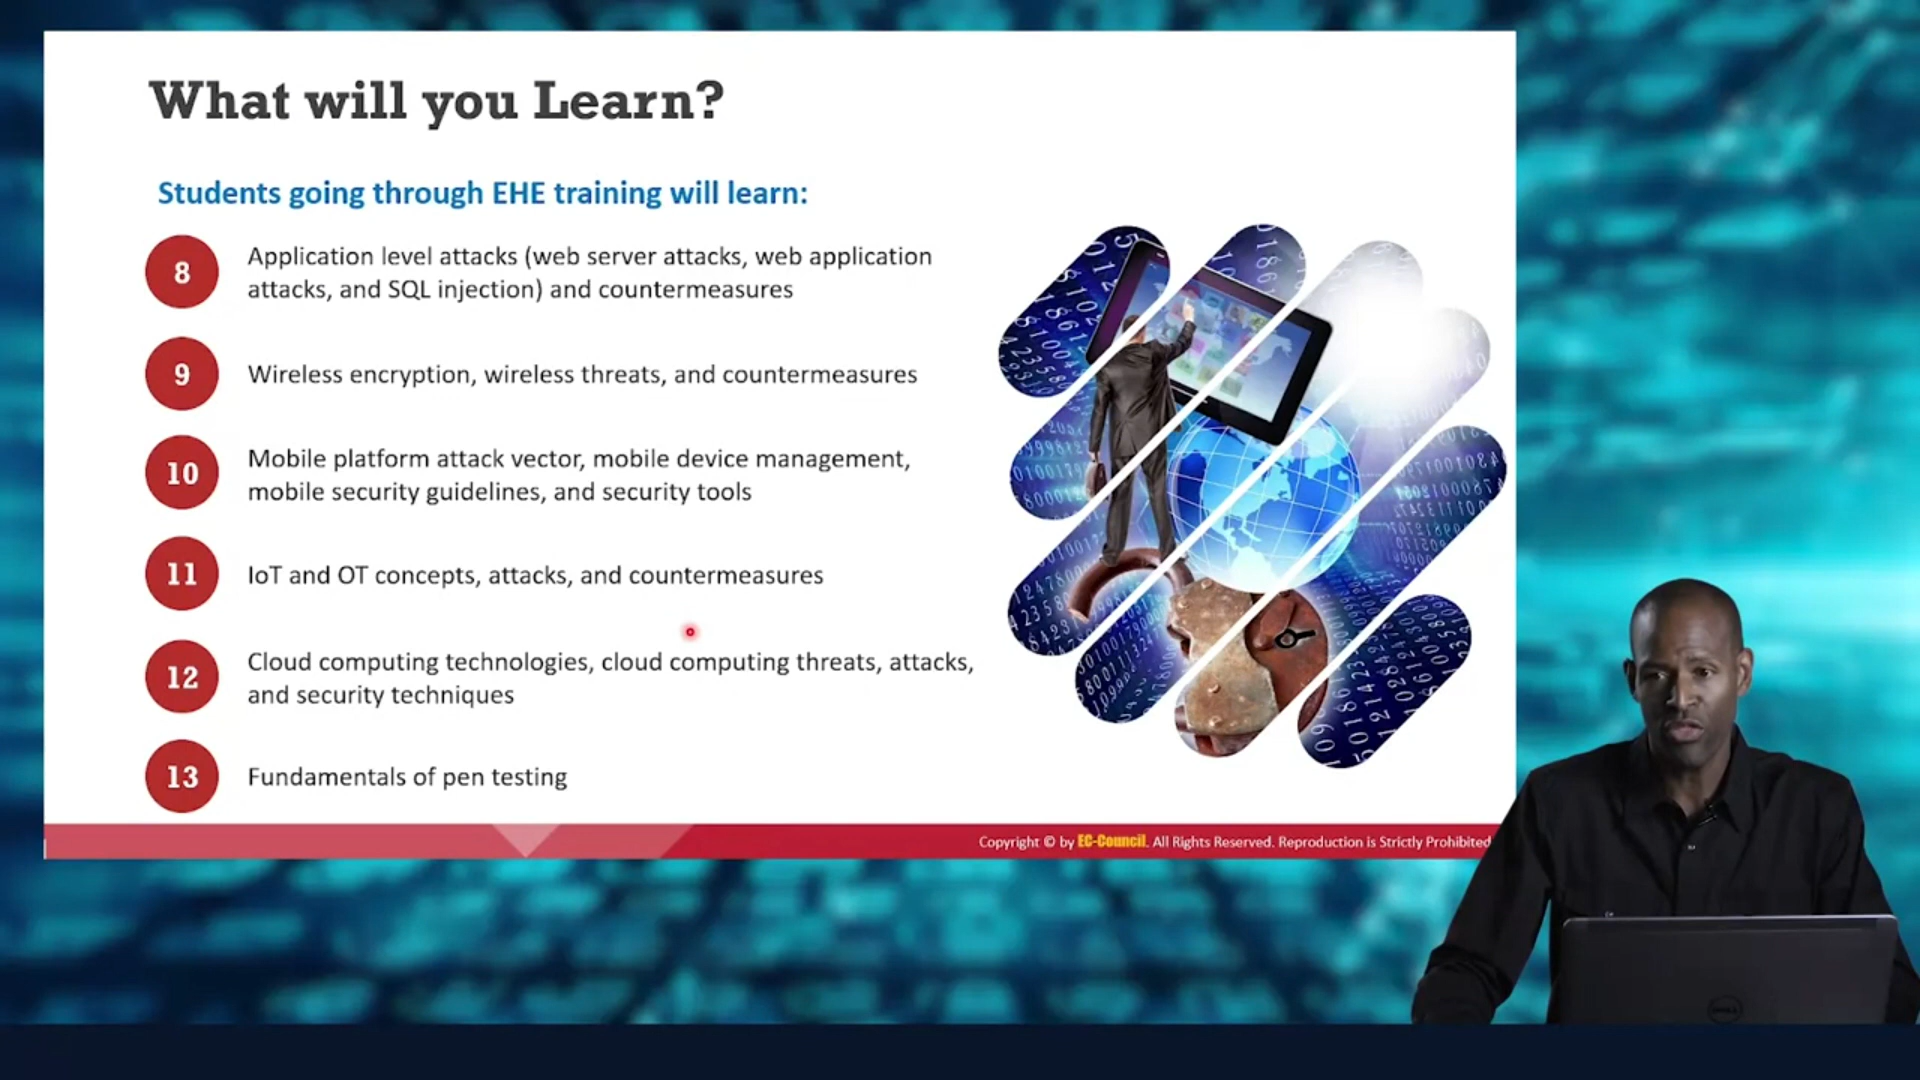 What will you Learn?
Students going through EHE training will learn:
8
Application level attacks (web server attacks, web application
attacks, and SQL injection) and countermeasures
9
Wireless encryption, wireless threats, and countermeasures
10
Mobile platform attack vector, mobile device management,
mobile security guidelines, and security tools
11
IoT and OT concepts, attacks, and countermeasures
12
Cloud computing technologies, cloud computing threats, attacks,
and security techniques
13
Fundamentals of pen testing
Copyright © by EC-Council. All Rights Reserved. Reproduction is Strictly Prohibited
DELL